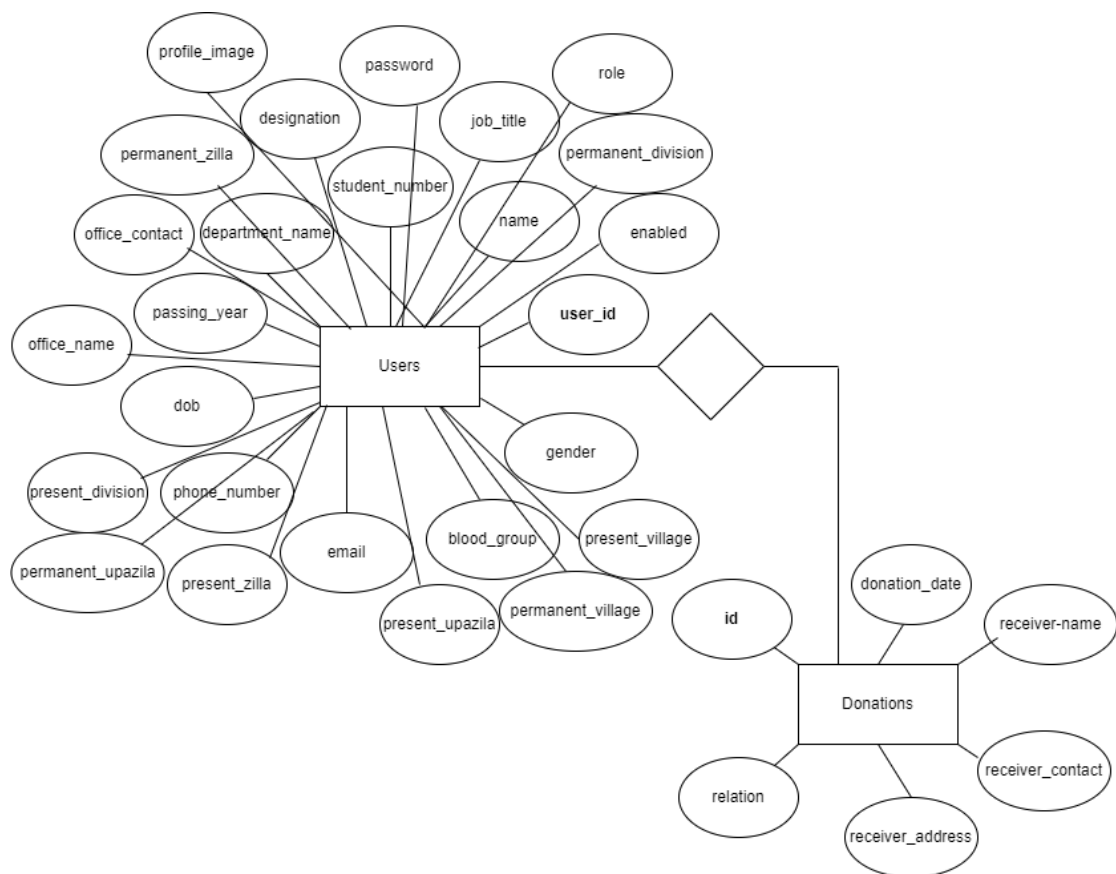 profile_image
password
role
designation
job_title
permanent_zilla
permanent_division
student_number
office_contact
department_name
name
enabled
passing_year
user_id
office_name
Users
dob
gender
present_division
phone_number
email
blood_group
present_village
permanent_upazila
present_zilla
present_upazila
permanent_village
id
donation_date
receiver-name
Donations
relation
receiver_contact
receiver_address